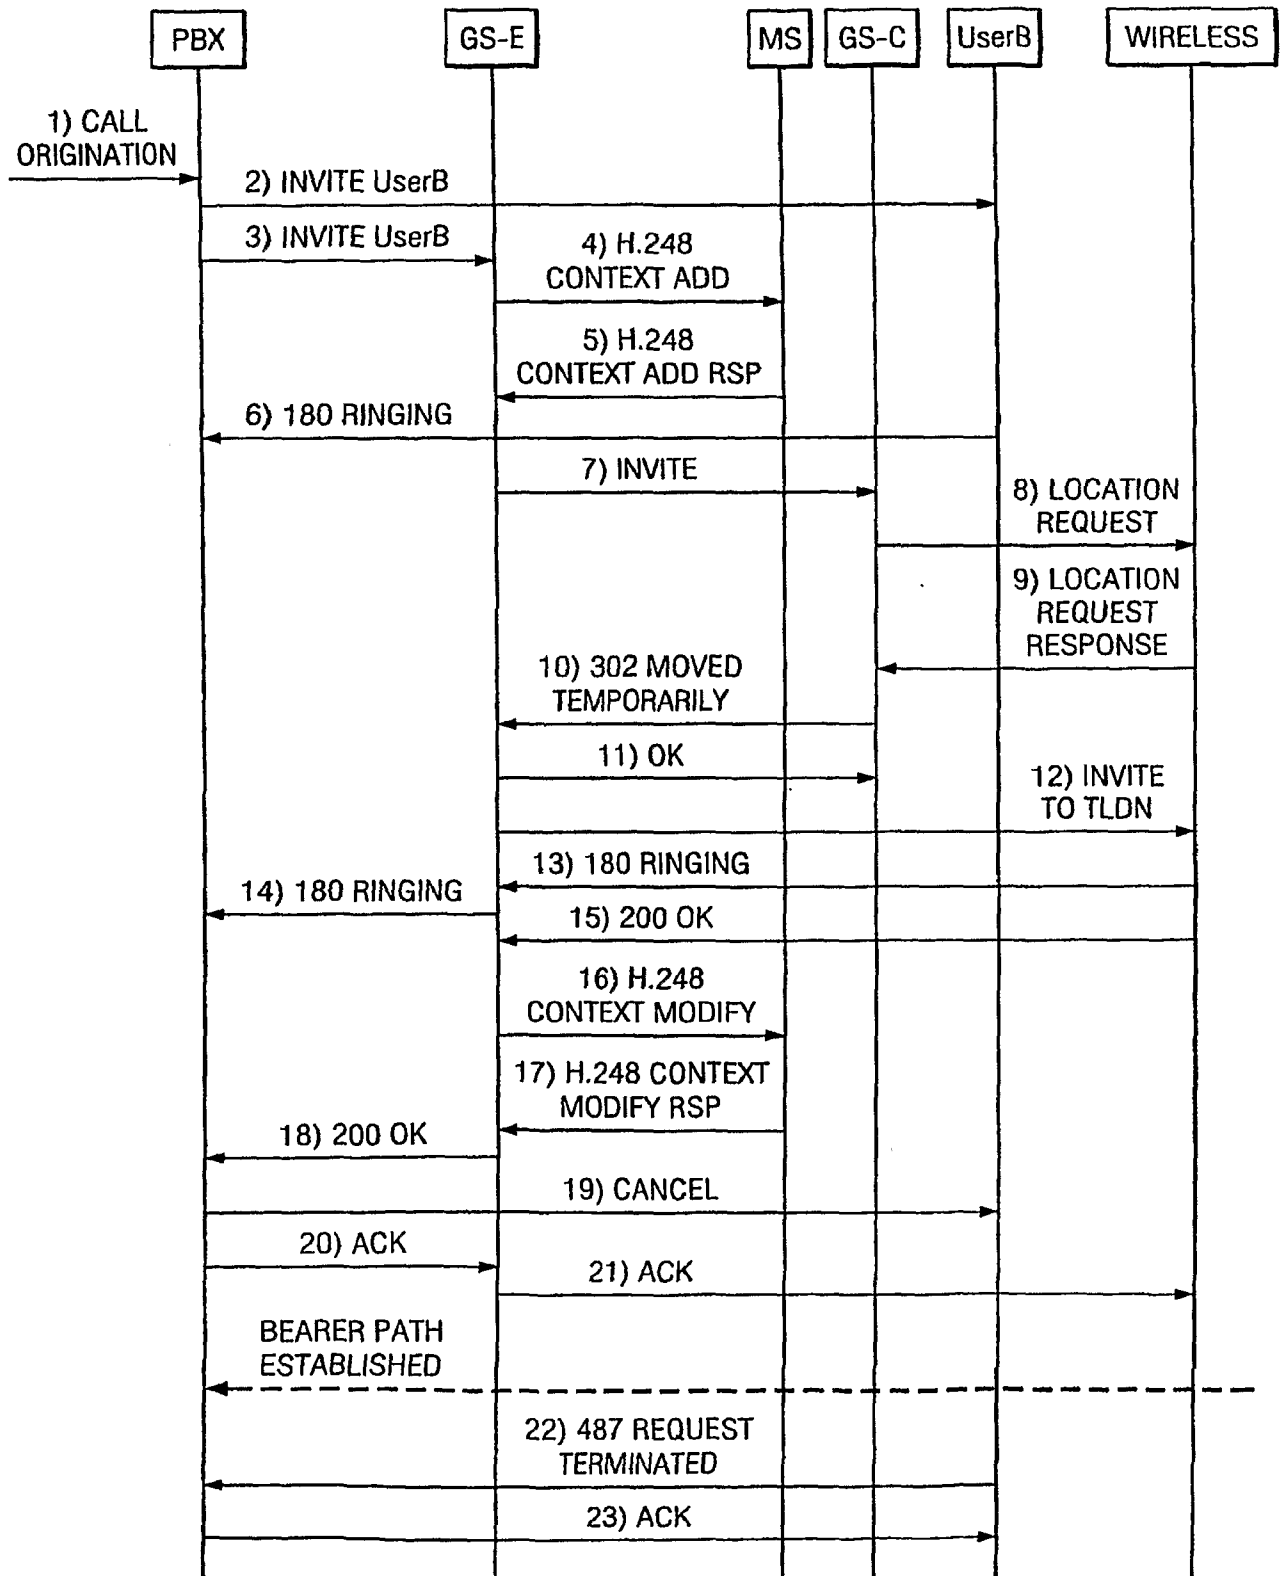 PBX
GS-E
MS
GS-C
UserB
WIRELESS
1) CALL
ORIGINATION
2) INVITE UserB
3) INVITE UserB
4) H.248
CONTEXT ADD
5) H.248
CONTEXT ADD RSP
6) 180 RINGING
7) INVITE
8) LOCATION
REQUEST
9) LOCATION
REQUEST
RESPONSE
10) 302 MOVED
TEMPORARILY
11) OK
12) INVITE
TO TLDN
13) 180 RINGING
14) 180 RINGING
15) 200 OK
16) H.248
CONTEXT MODIFY
17) H.248 CONTEXT
MODIFY RSP
18) 200 OK
19) CANCEL
20) ACK
21) ACK
BEARER PATH
ESTABLISHED
22) 487 REQUEST
TERMINATED
23) ACK